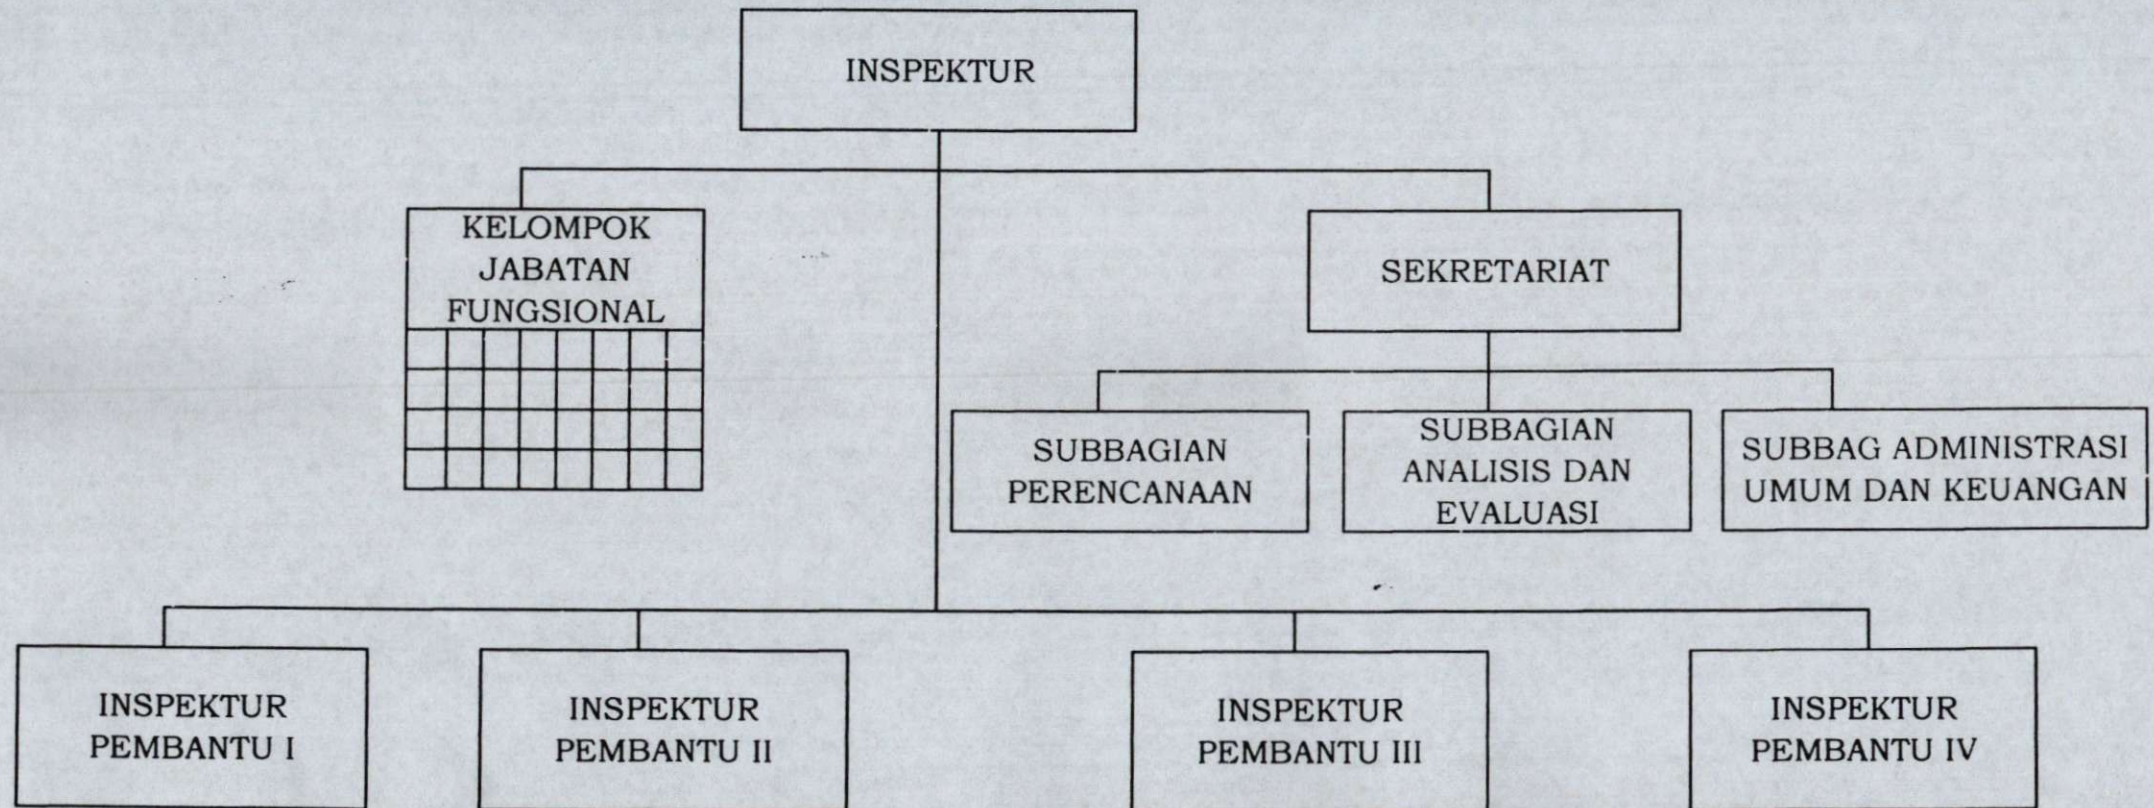 INSPEKTUR
KELOMPOK
JABATAN
FUNGSIONAL
SEKRETARIAT
SUBBAGIAN
PERENCANAAN
SUBBAGIAN
ANALISIS DAN
EVALUASI
SUBBAG ADMINISTRASI
UMUM DAN KEUANGAN
INSPEKTUR
PEMBANTU I
INSPEKTUR
PEMBANTU II
INSPEKTUR
PEMBANTU III
INSPEKTUR
PEMBANTU IV